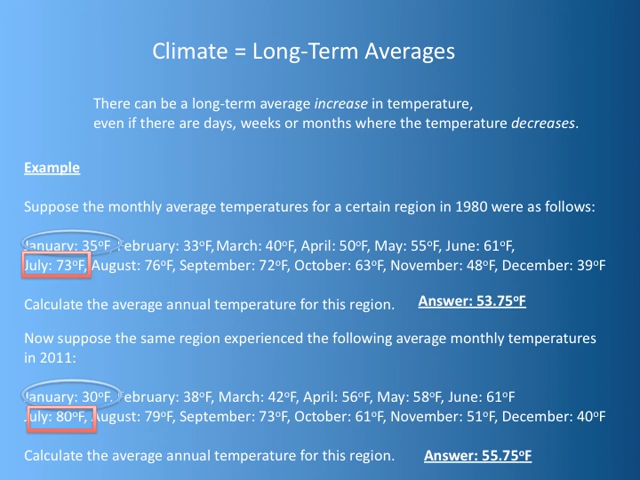 Climate = Long-Term Averages
There can be a long-term average increase in temperature,
even if there are days, weeks or months where the temperature decreases.
Example
Suppose the monthly average temperatures for a certain region in 1980 were as follows:
January: 35ºF, February: 33ºF, March: 40ºF, April: 50ºF, May: 55ºF, June: 61ºF,
July: 73ºF, August: 76ºF, September: 72ºF, October: 63ºF, November: 48ºF, December: 39ºF
Calculate the average annual temperature for this region. Answer: 53.75ºF
Now suppose the same region experienced the following average monthly temperatures
in 2011:
January: 30ºF, February: 38ºF, March: 42ºF, April: 56ºF, May: 58ºF, June: 61ºF
July: 80ºF, August: 79ºF, September: 73ºF, October: 61ºF, November: 51ºF, December: 40ºF
Calculate the average annual temperature for this region. Answer: 55.75ºF